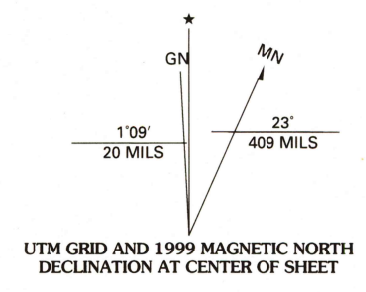 ★
GN
MN
1°09′
20 MILS
23°
409 MILS
UTM GRID AND 1999 MAGNETIC NORTH
DECLINATION AT CENTER OF SHEET